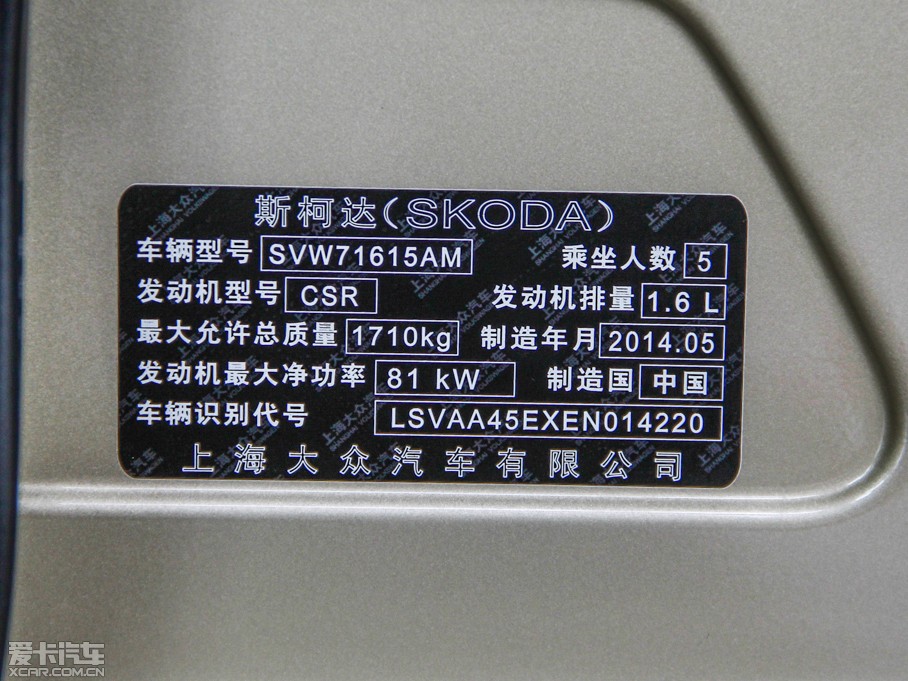 斯柯达(SKODA)
车辆型号 SVW71615AM 乘坐人数 5
发动机型号 CSR 发动机排量 1.6 L
最大允许总质量 1710kg 制造年月 2014.05
发动机最大净功率 81 kW 制造国 中国
车辆识别代号 LSVAA45EXEN014220
上海大众汽车有限公司
爱卡汽车
XCAR.COM.CN